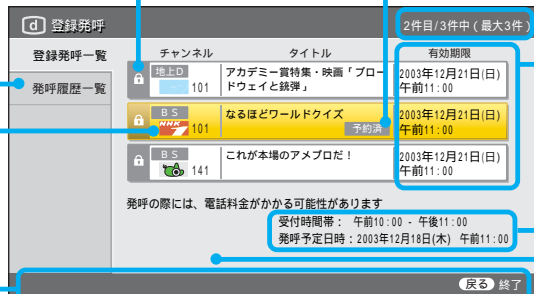 d 登録発呼 2件目/3件中(最大3件)
登録発呼一覧
発呼履歴一覧
チャンネル タイトル 有効期限
地上D 101 アカデミー賞特集・映画「ブロードウェイと銃弾」 2003年12月21日(日) 午前11:00
BS NHK 101 なるほどワールドクイズ 予約済 2003年12月21日(日) 午前11:00
BS 141 これが本場のアメプロだ! 2003年12月21日(日) 午前11:00
発呼の際には、電話料金がかかる可能性があります
受付時間帯: 午前10:00 - 午後11:00
発呼予定日時:2003年12月18日(木) 午前11:00
戻る 終了